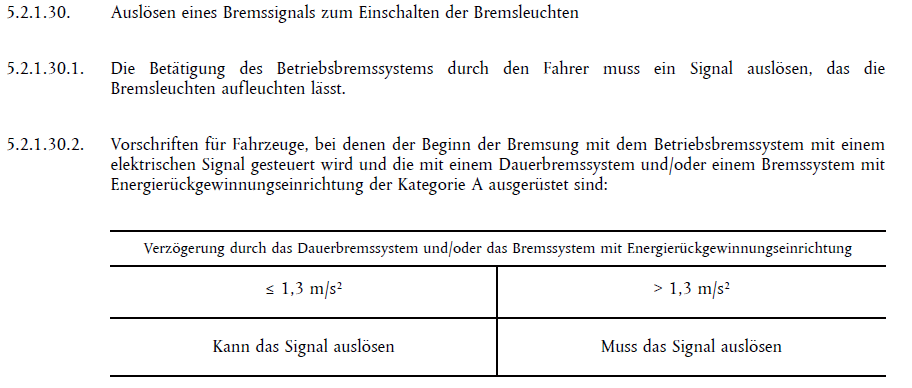 5.2.1.30. Auslösen eines Bremssignals zum Einschalten der Bremsleuchten
5.2.1.30.1. Die Betätigung des Betriebsbremssystems durch den Fahrer muss ein Signal auslösen, das die
Bremsleuchten aufleuchten lässt.
5.2.1.30.2. Vorschriften für Fahrzeuge, bei denen der Beginn der Bremsung mit dem Betriebsbremssystem mit einem
elektrischen Signal gesteuert wird und die mit einem Dauerbremssystem und/oder einem Bremssystem mit
Energierückgewinnungseinrichtung der Kategorie A ausgerüstet sind:
Verzögerung durch das Dauerbremssystem und/oder das Bremssystem mit Energierückgewinnungseinrichtung
≤ 1,3 m/s² > 1,3 m/s²
Kann das Signal auslösen Muss das Signal auslösen